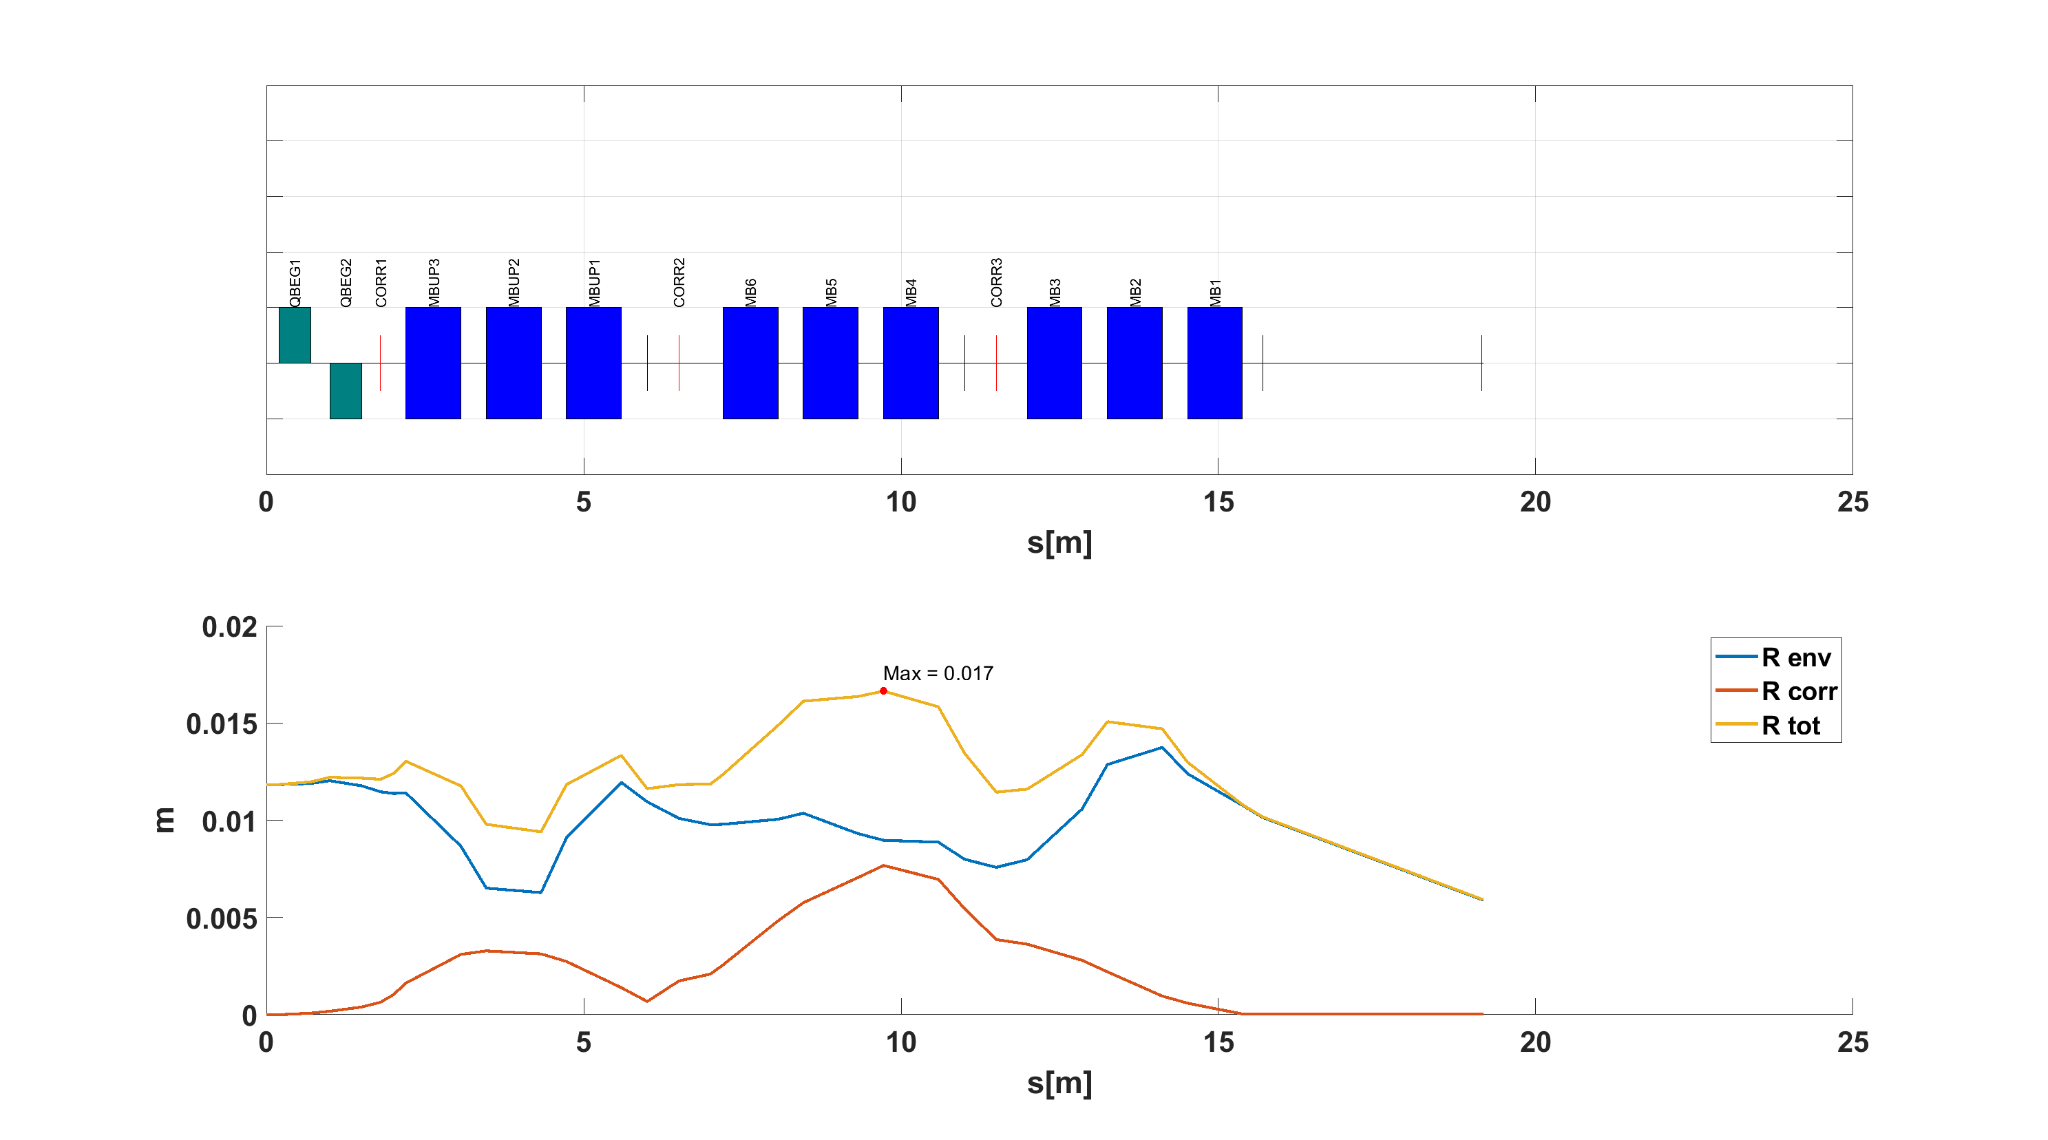 QBEG1
QBEG2
CORR1
MBUP3
MBUP2
MBUP1
CORR2
MB6
MB5
MB4
CORR3
MB3
MB2
MB1
0 5 10 15 20 25
s[m]
0.02
0.015
0.01
0.005
0
m
Max = 0.017
R env
R corr
R tot
0 5 10 15 20 25
s[m]